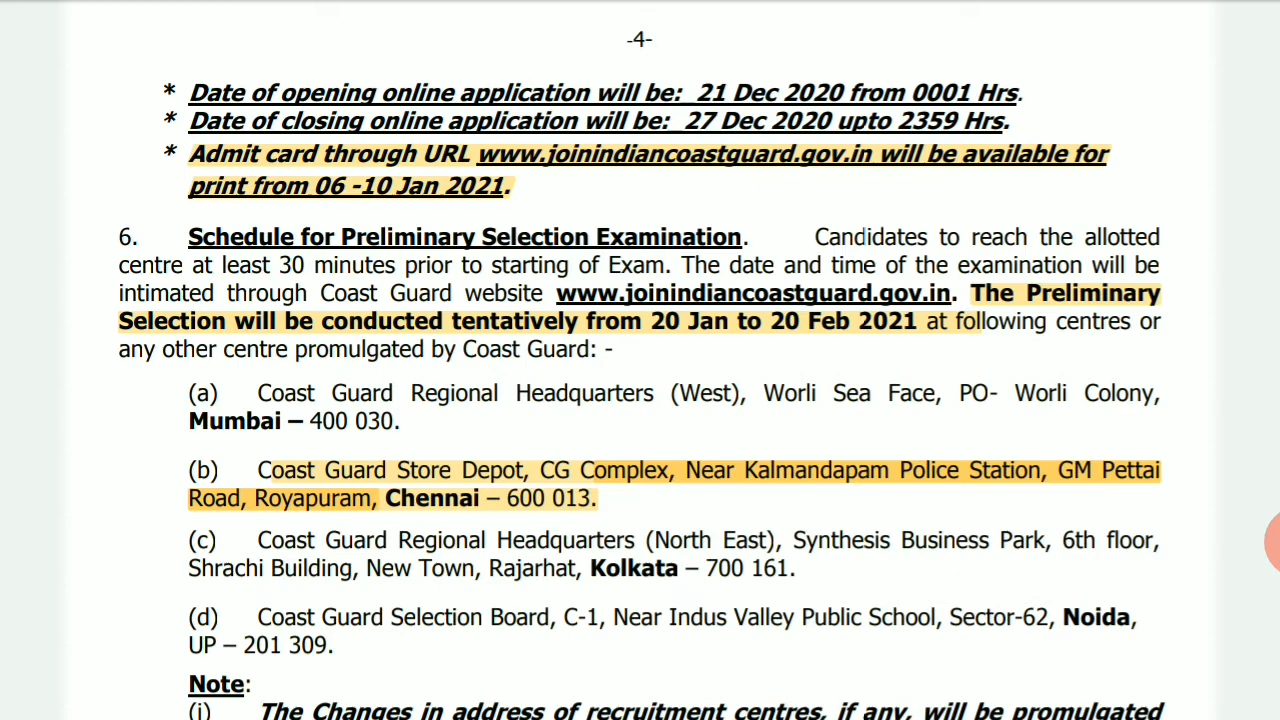 -4-
* Date of opening online application will be: 21 Dec 2020 from 0001 Hrs.
* Date of closing online application will be: 27 Dec 2020 upto 2359 Hrs.
* Admit card through URL www.joinindiancoastguard.gov.in will be available for
print from 06 -10 Jan 2021.
6. Schedule for Preliminary Selection Examination. Candidates to reach the allotted
centre at least 30 minutes prior to starting of Exam. The date and time of the examination will be
intimated through Coast Guard website www.joinindiancoastguard.gov.in. The Preliminary
Selection will be conducted tentatively from 20 Jan to 20 Feb 2021 at following centres or
any other centre promulgated by Coast Guard: -
(a) Coast Guard Regional Headquarters (West), Worli Sea Face, PO- Worli Colony,
Mumbai – 400 030.
(b) Coast Guard Store Depot, CG Complex, Near Kalmandapam Police Station, GM Pettai
Road, Royapuram, Chennai – 600 013.
(c) Coast Guard Regional Headquarters (North East), Synthesis Business Park, 6th floor,
Shrachi Building, New Town, Rajarhat, Kolkata – 700 161.
(d) Coast Guard Selection Board, C-1, Near Indus Valley Public School, Sector-62, Noida,
UP – 201 309.
Note:
(i) The Changes in address of recruitment centres, if any, will be promulgated